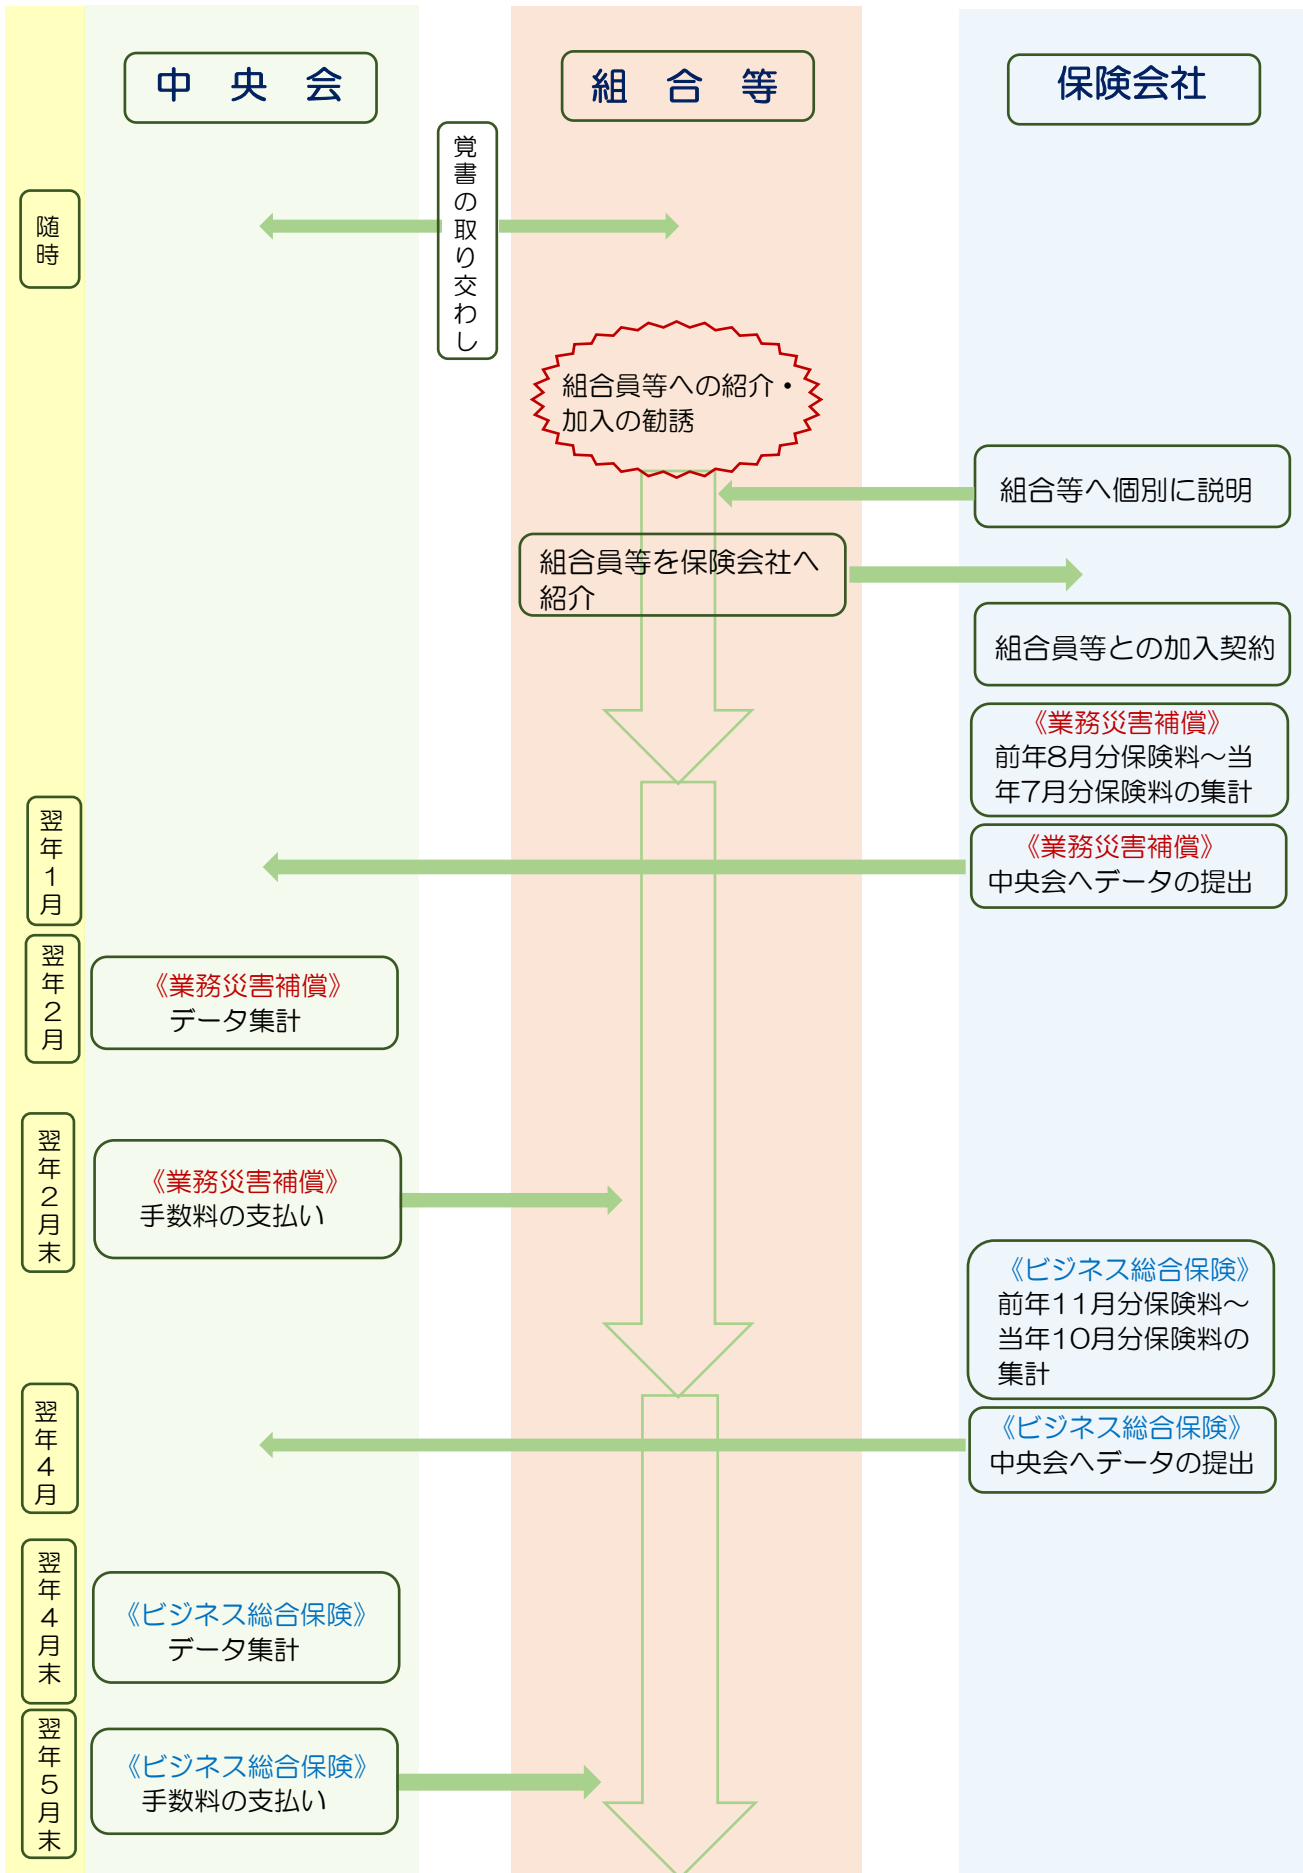 中央会
組合等
保険会社
覚書の取り交わし
随時
組合員等への紹介・
加入の勧誘
組合等へ個別に説明
組合員等を保険会社へ
紹介
組合員等との加入契約
《業務災害補償》
前年8月分保険料～当
年7月分保険料の集計
翌年1月
《業務災害補償》
中央会へデータの提出
翌年2月
《業務災害補償》
データ集計
翌年2月末
《業務災害補償》
手数料の支払い
《ビジネス総合保険》
前年11月分保険料～
当年10月分保険料の
集計
翌年4月
《ビジネス総合保険》
中央会へデータの提出
翌年4月末
《ビジネス総合保険》
データ集計
翌年5月末
《ビジネス総合保険》
手数料の支払い